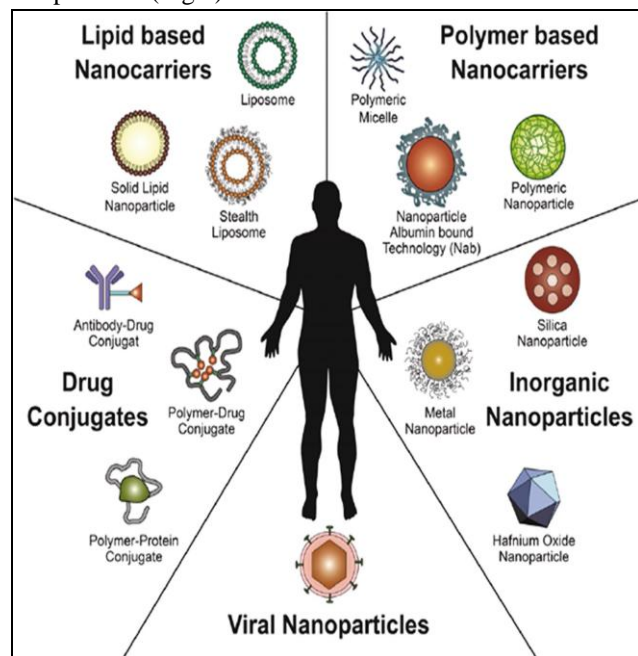 Lipid based
Nanocarriers
Liposome
Solid Lipid
Nanoparticle
Stealth
Liposome
Polymer based
Nanocarriers
Polymeric
Micelle
Nanoparticle
Albumin bound
Technology (Nab)
Polymeric
Nanoparticle
Antibody-Drug
Conjugat
Drug
Conjugates
Polymer-Drug
Conjugate
Polymer-Protein
Conjugate
Silica
Nanoparticle
Metal
Nanoparticle
Inorganic
Nanoparticles
Hafnium Oxide
Nanoparticle
Viral Nanoparticles